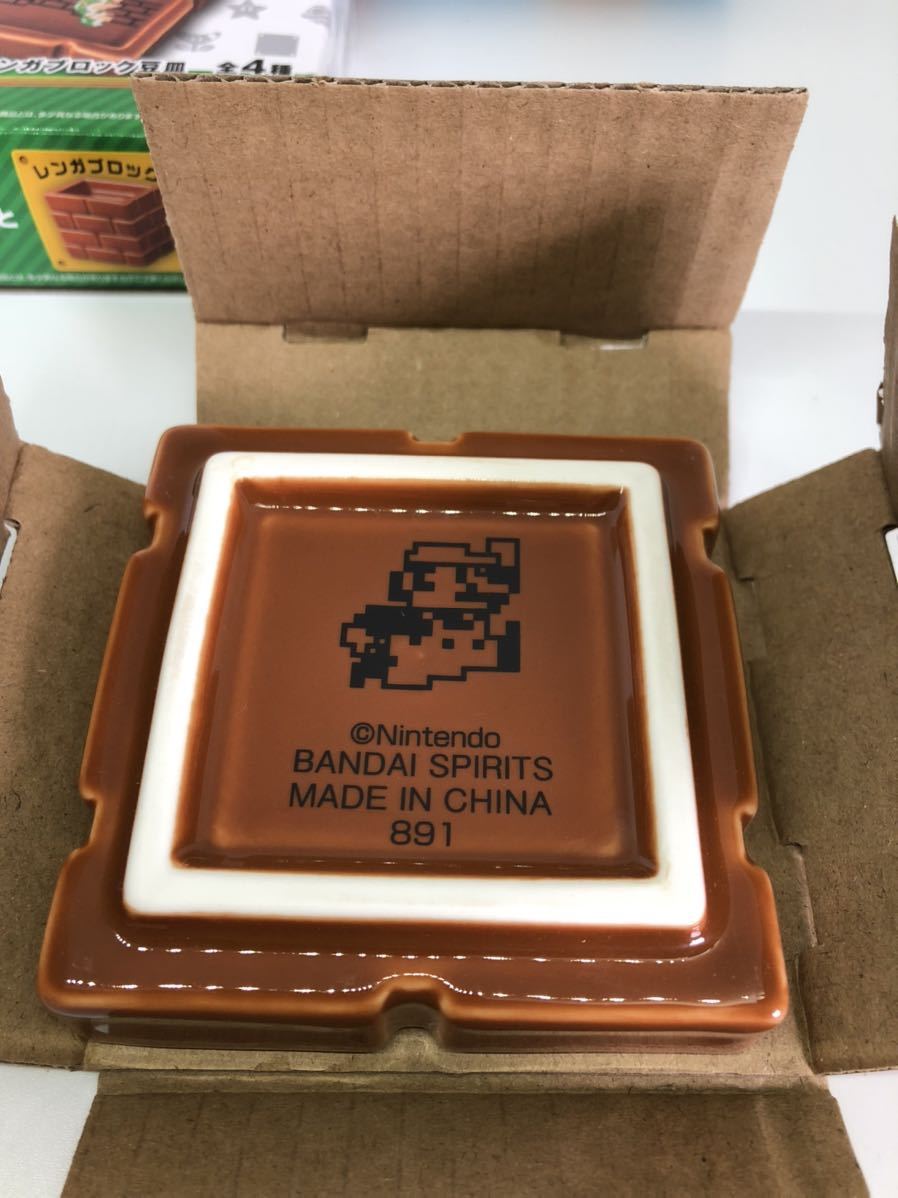 ンガブロック豆皿 全4種
レンガブロック
と
©Nintendo
BANDAI SPIRITS
MADE IN CHINA
891